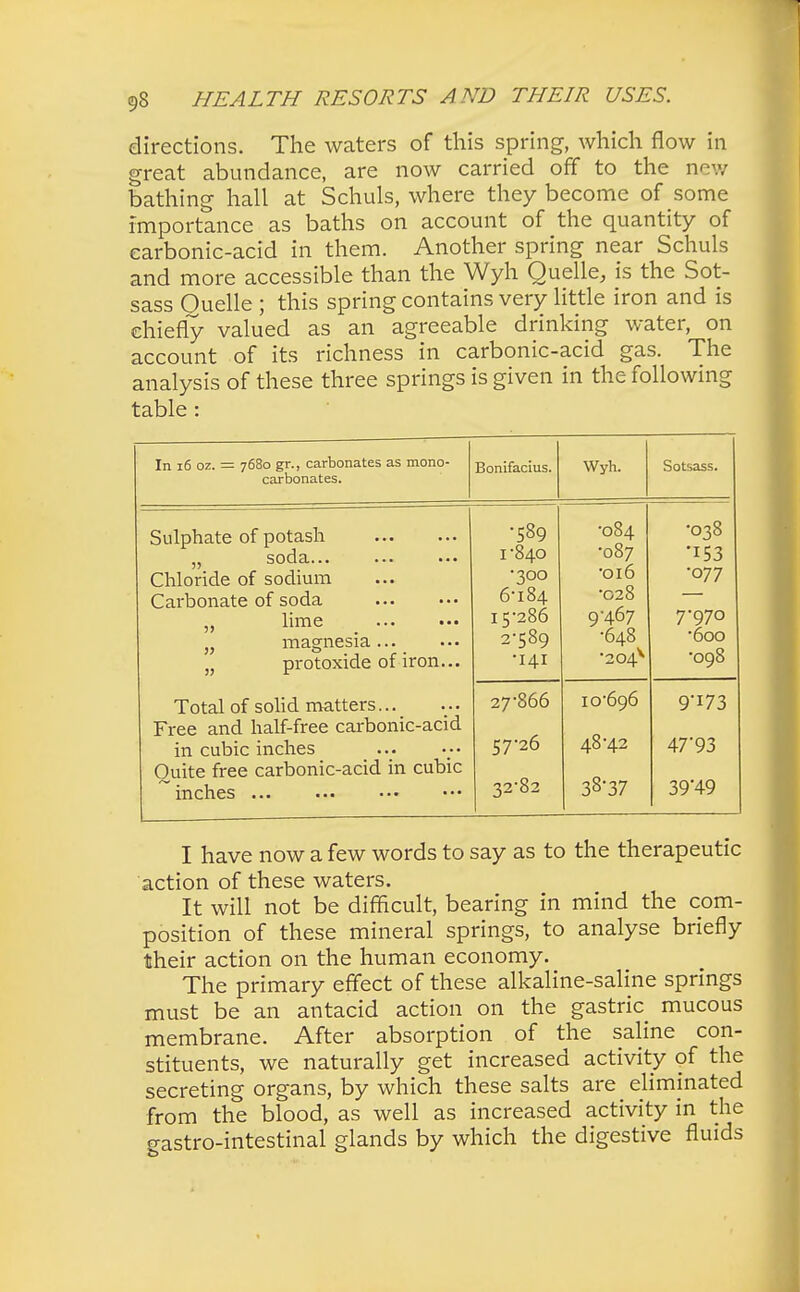 98 HEALTH RESORTS AND THEIR USES.
directions. The waters of this spring, which flow in
great abundance, are now carried off to the new
bathing hall at Schuls, where they become of some
importance as baths on account of the quantity of
carbonic-acid in them. Another spring near Schuls
and more accessible than the Wyh Quelle, is the Sot-
sass Quelle ; this spring contains very little iron and is
chiefly valued as an agreeable drinking water, on
account of its richness in carbonic-acid gas. The
analysis of these three springs is given in the following
table :
In 16 oz. = 7680 gr., carbonates as mono-carbonates. Bonifacius. Wyh. Sotsass.
Sulphate of potash ... ... ·589 ·084 ·038
„ soda... ... ... 1·840 ·087 ·153
Chloride of sodium ... ·300 ·016 ·077
Carbonate of soda ... ... 6·184 ·028 —
„ lime ... ... 15·286 9·467 7·970
„ magnesia ... ... 2·589 ·648 ·600
„ protoxide of iron... ·141 ·204 ·098
Total of solid matters... ... 27·866 10·696 9·173
Free and half-free carbonic-acid
in cubic inches ... ... 57·26 48·42 47·93
Quite free carbonic-acid in cubic
inches ... ... ... ... 32·82 38·37 39·49
I have now a few words to say as to the therapeutic
action of these waters.
It will not be difficult, bearing in mind the com-
position of these mineral springs, to analyse briefly
their action on the human economy.
The primary effect of these alkaline-saline springs
must be an antacid action on the gastric mucous
membrane. After absorption of the saline con-
stituents, we naturally get increased activity of the
secreting organs, by which these salts are eliminated
from the blood, as well as increased activity in the
gastro-intestinal glands by which the digestive fluids